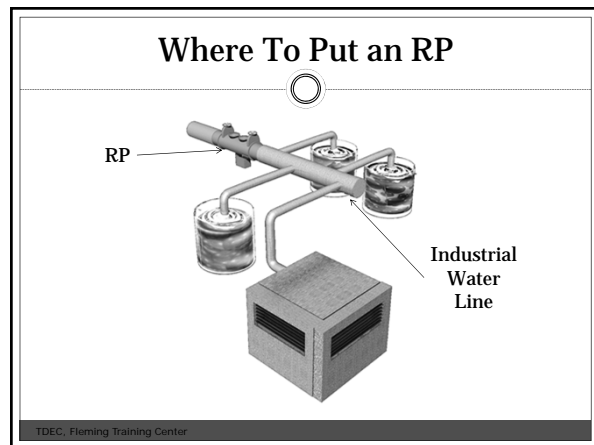 Where To Put an RP
RP
Industrial
Water
Line
TDEC, Fleming Training Center